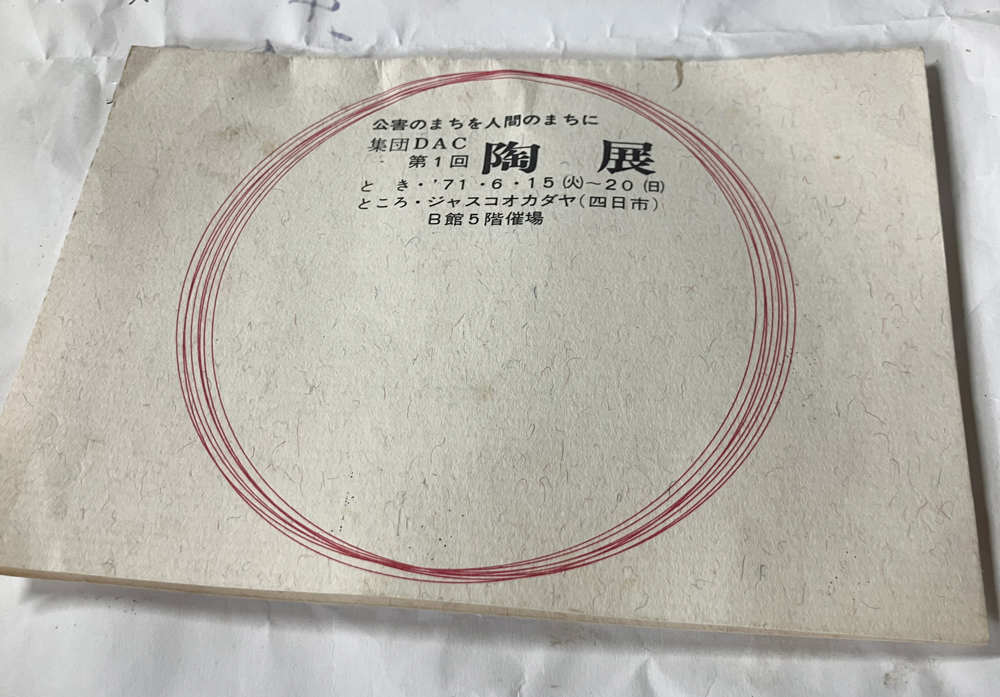 公害のまちを人間のまちに
集団DAC
第1回 陶 展
と き・'71・6・15(火)～20(日)
ところ・ジャスコオカダヤ(四日市)
B館5階催場